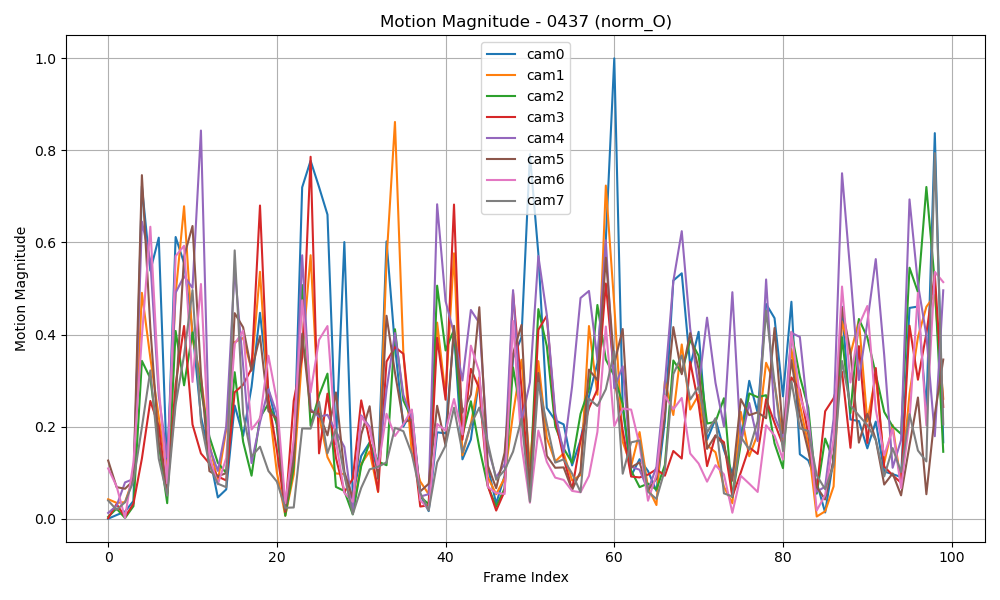 Motion Magnitude - 0437 (norm_O)
cam0
cam1
cam2
cam3
cam4
cam5
cam6
cam7
Motion Magnitude
1.0
0.8
0.6
0.4
0.2
0.0
0 20 40 60 80 100
Frame Index